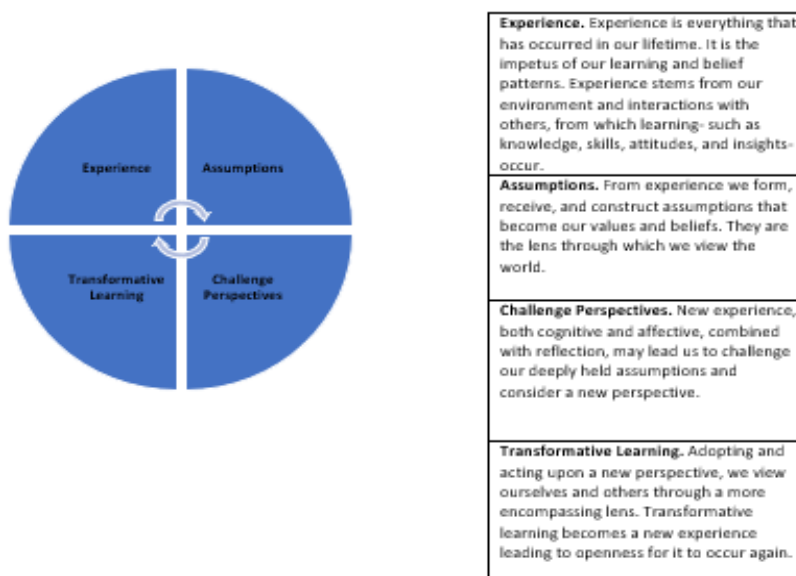 Experience
Assumptions
Transformative
Learning
Challenge
Perspectives
Experience. Experience is everything that
has occurred in our lifetime. It is the
impetus of our learning and belief
patterns. Experience stems from our
environment and interactions with
others, from which learning- such as
knowledge, skills, attitudes, and insights-
occur.
Assumptions. From experience we form,
receive, and construct assumptions that
become our values and beliefs. They are
the lens through which we view the
world.
Challenge Perspectives. New experience,
both cognitive and affective, combined
with reflection, may lead us to challenge
our deeply held assumptions and
consider a new perspective.
Transformative Learning. Adopting and
acting upon a new perspective, we view
ourselves and others through a more
encompassing lens. Transformative
learning becomes a new experience
leading to openness for it to occur again.